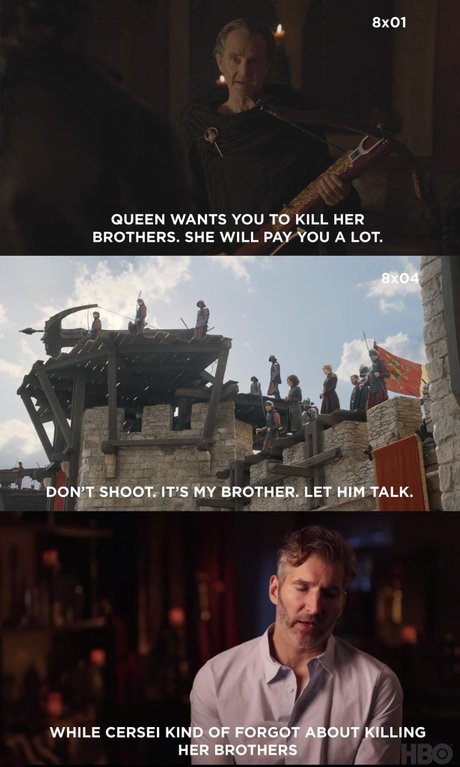 8x01
QUEEN WANTS YOU TO KILL HER
BROTHERS. SHE WILL PAY YOU A LOT.
8x04
DON'T SHOOT. IT'S MY BROTHER. LET HIM TALK.
WHILE CERSEI KIND OF FORGOT ABOUT KILLING
HER BROTHERS
HBO